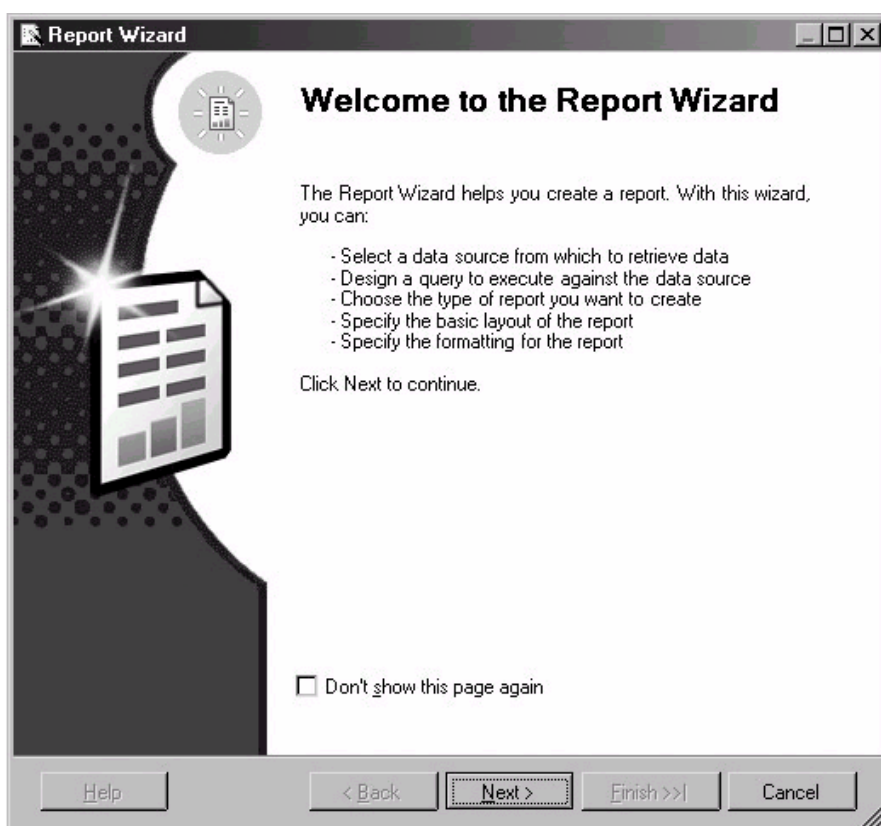 Report Wizard
Welcome to the Report Wizard
The Report Wizard helps you create a report. With this wizard,
you can:
- Select a data source from which to retrieve data
- Design a query to execute against the data source
- Choose the type of report you want to create
- Specify the basic layout of the report
- Specify the formatting for the report
Click Next to continue.
Don't show this page again
Help
< Back
Next >
Finish >>|
Cancel